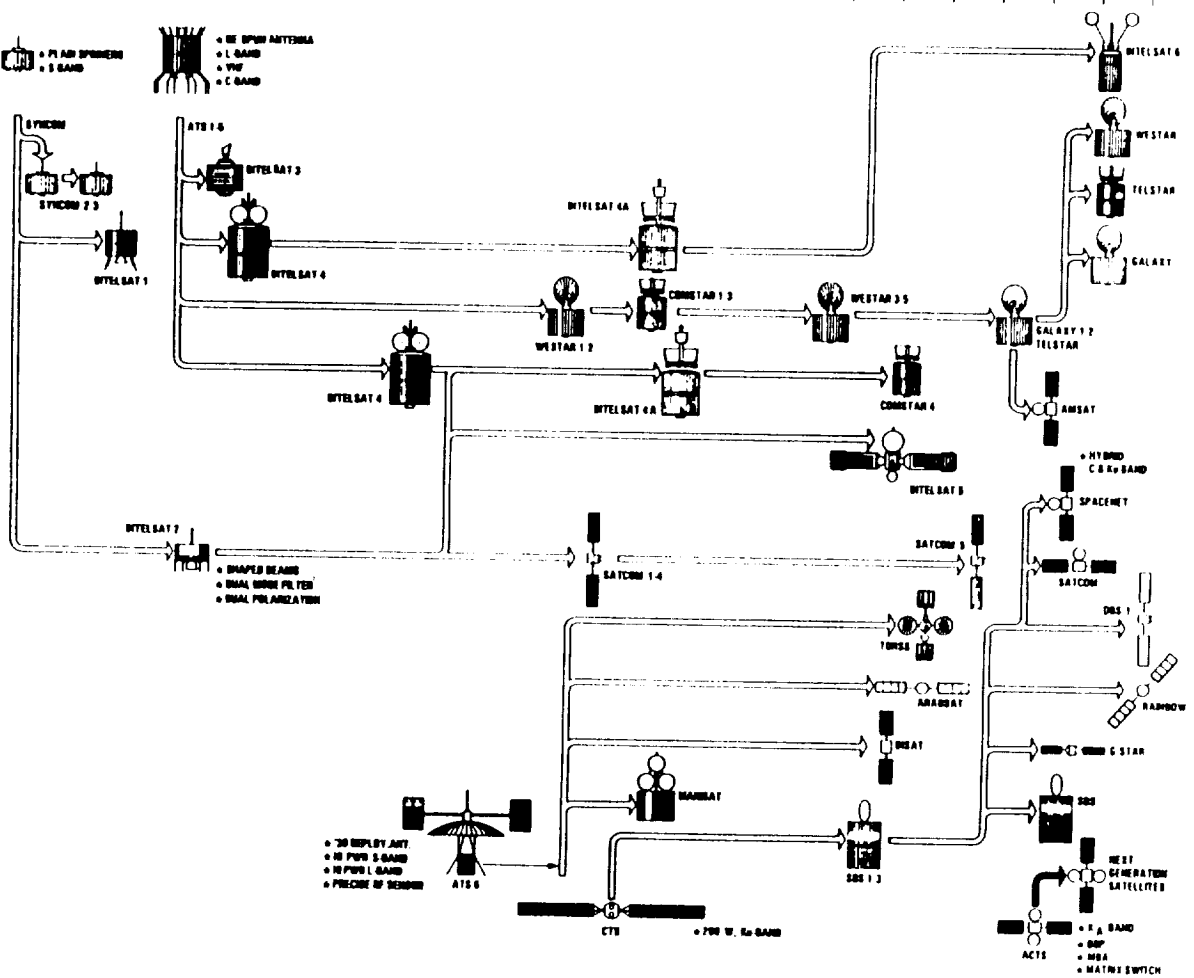 • PLAIN SPINNERS
• S-BAND
• DE-SPUN ANTENNA
• L-BAND
• VHF
• C-BAND
SYNCOM
ATS 1-5
SYNCOM 2 3
INTELSAT 1
INTELSAT 3
INTELSAT 4
INTELSAT 4A
INTELSAT 6
WESTAR
TELSTAR
GALAXY
WESTAR 1 2
COMSTAR 1 3
WESTAR 3 5
GALAXY 1 2
TELSTAR
INTELSAT 4
INTELSAT 4A
COMSTAR 4
AMSAT
INTELSAT 5
• HYBRID
C & Ku BAND
SPACENET
INTELSAT 2
• SHAPED BEAMS
• DUAL MODE FILTER
• DUAL POLARIZATION
SATCOM 1-4
SATCOM 5
SATCOM
DBS 1
TDRSS
ARABSAT
RAINBOW
INSAT
G STAR
MARISAT
SBS
• '30 DEPLOY. ANT.
• HI PWR S-BAND
• HI PWR L-BAND
• PRECISE RF SENSOR
ATS 6
SBS 1 3
CTS
• 200 W, Ku-BAND
NEXT
GENERATION
SATELLITES
ACTS
• KA BAND
• BBP
• MBA
• MATRIX SWITCH